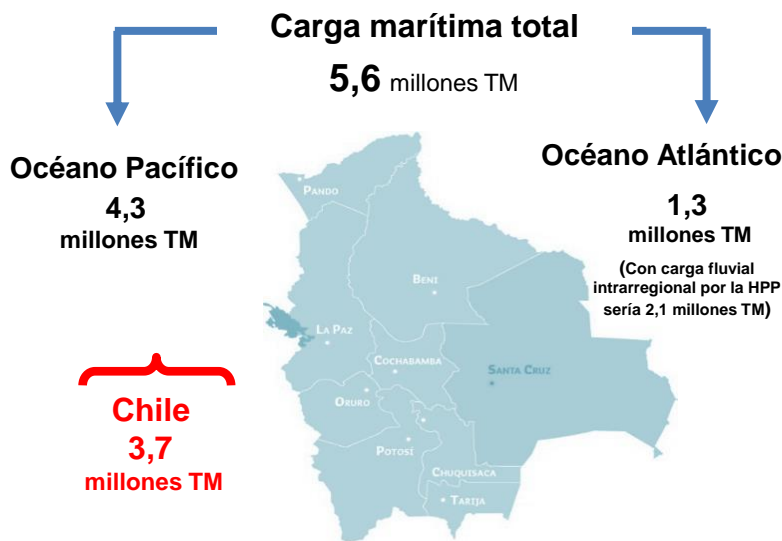 Carga marítima total
5,6 millones TM
Océano Pacífico
4,3
millones TM
Océano Atlántico
1,3
millones
TM
(Con carga fluvial
intrarregional por la HPP
sería 2,1 millones TM)
Chile
3,7
millones TM
PANDO
BENI
LA PAZ
COCHABAMBA
SANTA CRUZ
ORURO
POTOSÍ
CHUQUISACA
TARIJA